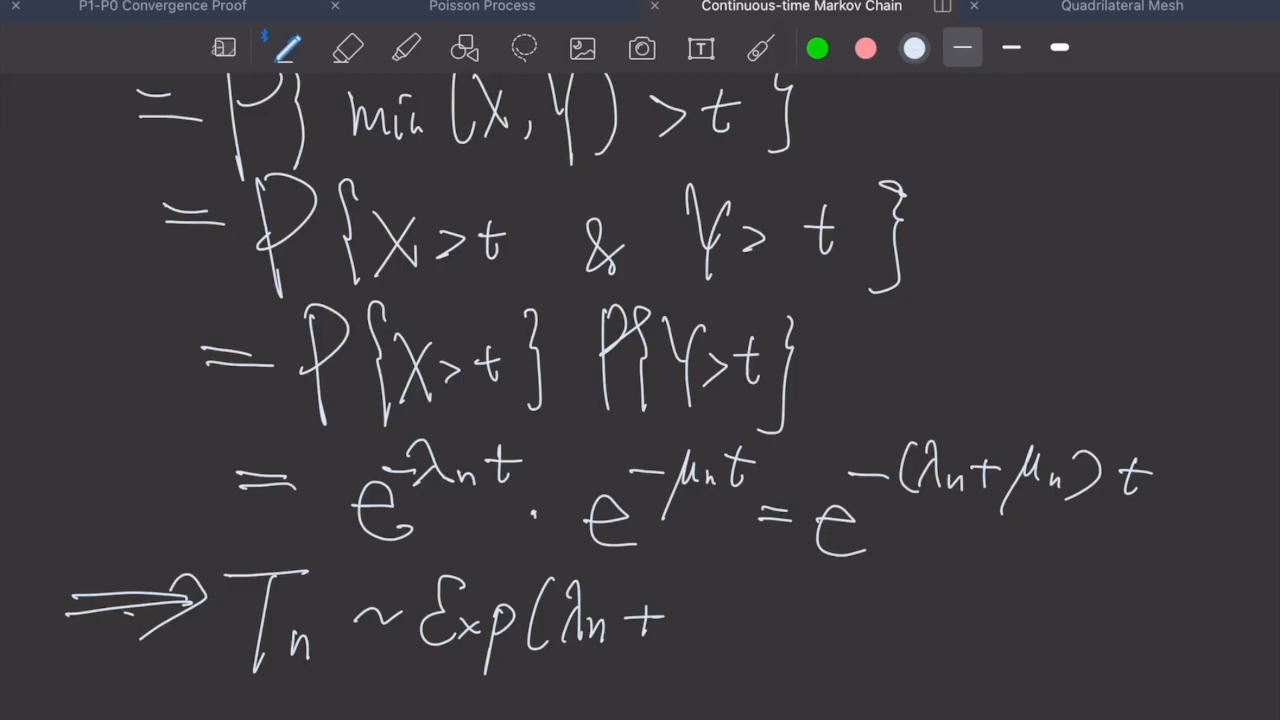 P1-P0 Convergence Proof × Poisson Process × Continuous-time Markov Chain × Quadrilateral Mesh
= P{ min (X, Y) > t }
= P {X > t & Y > t }
= P {X > t } P{Y > t}
= e^{-λ_n t} · e^{-μ_n t} = e^{-(λ_n + μ_n) t}
⟹ T_n ~ Exp(λ_n +